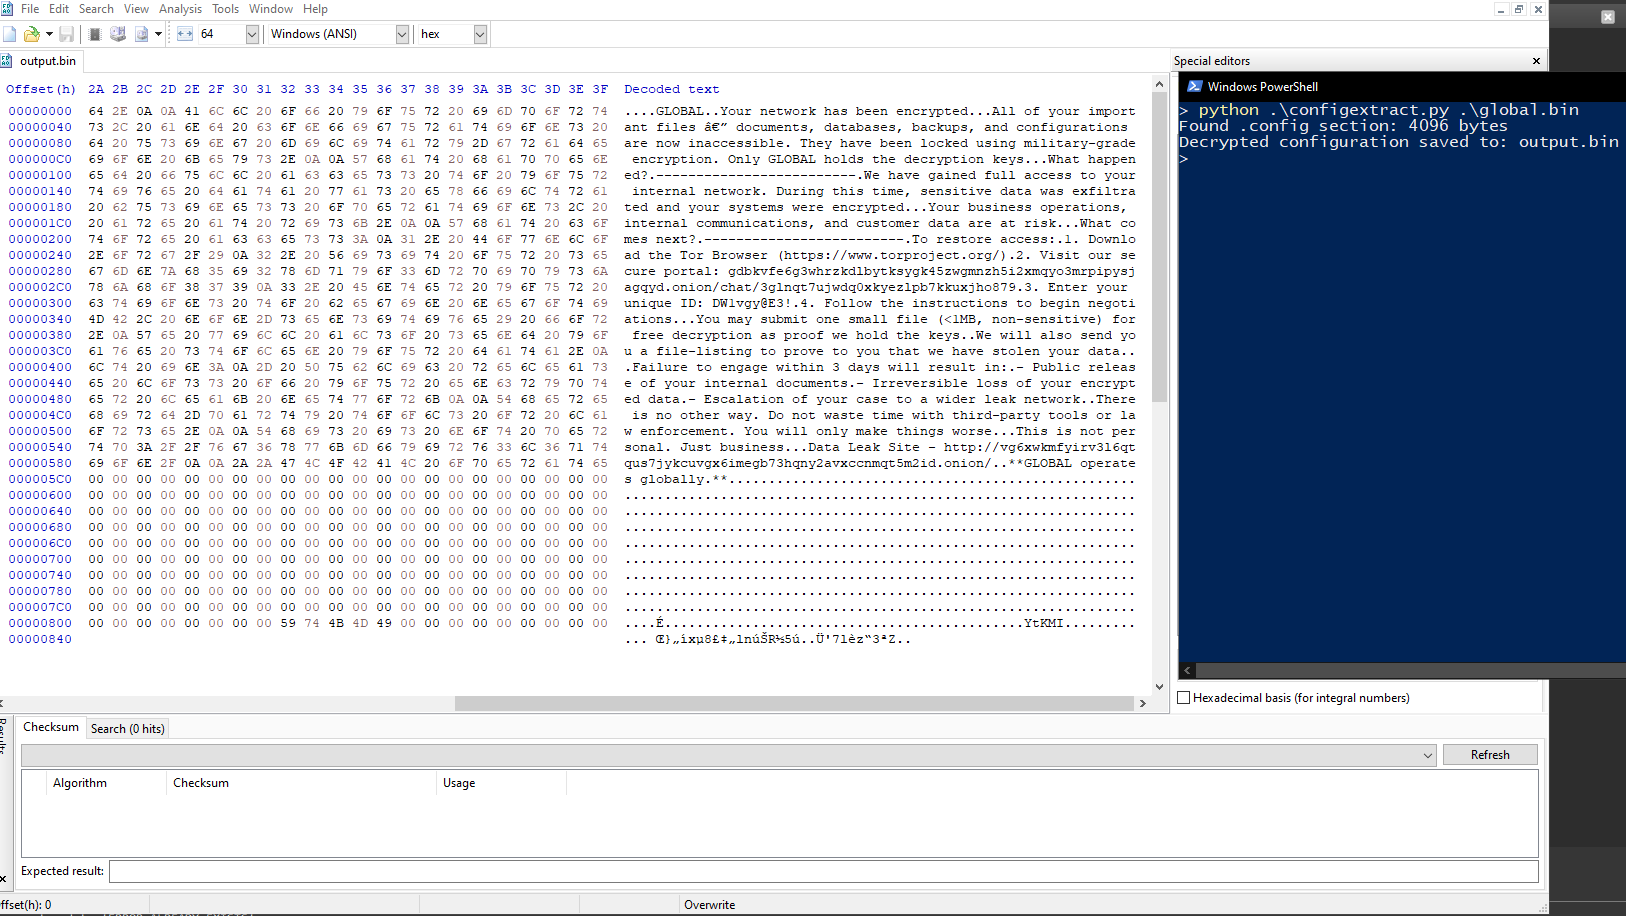 File Edit Search View Analysis Tools Window Help
64 Windows (ANSI) hex
output.bin
Special editors
Offset(h) 2A 2B 2C 2D 2E 2F 30 31 32 33 34 35 36 37 38 39 3A 3B 3C 3D 3E 3F Decoded text
00000000 64 2E 0A 0A 41 6C 6C 20 6F 66 20 79 6F 75 72 20 69 6D 70 6F 72 74 ....GLOBAL..Your network has been encrypted...All of your import
00000040 73 2C 20 61 6E 64 20 63 6F 6E 66 69 67 75 72 61 74 69 6F 6E 73 20 ant files â€” documents, databases, backups, and configurations
00000080 64 20 75 73 69 6E 67 20 6D 69 6C 69 74 61 72 79 2D 67 72 61 64 65 are now inaccessible. They have been locked using military-grade
000000C0 69 6F 6E 20 6B 65 79 73 2E 0A 0A 57 68 61 74 20 68 61 70 70 65 6E encryption. Only GLOBAL holds the decryption keys...What happen
00000100 65 64 20 66 75 6C 6C 20 61 63 63 65 73 73 20 74 6F 20 79 6F 75 72 ed?.-------------------------.We have gained full access to your
00000140 74 69 76 65 20 64 61 74 61 20 77 61 73 20 65 78 66 69 6C 74 72 61 internal network. During this time, sensitive data was exfiltra
00000180 20 62 75 73 69 6E 65 73 73 20 6F 70 65 72 61 74 69 6F 6E 73 2C 20 ted and your systems were encrypted...Your business operations,
000001C0 20 61 72 65 20 61 74 20 72 69 73 6B 2E 0A 0A 57 68 61 74 20 63 6F internal communications, and customer data are at risk...What co
00000200 74 6F 72 65 20 61 63 63 65 73 73 3A 0A 31 2E 20 44 6F 77 6E 6C 6F mes next?.-------------------------.To restore access:.1. Downlo
00000240 2E 6F 72 67 2F 29 0A 32 2E 20 56 69 73 69 74 20 6F 75 72 20 73 65 ad the Tor Browser (https://www.torproject.org/).2. Visit our se
00000280 67 6D 6E 7A 68 35 69 32 78 6D 71 79 6F 33 6D 72 70 69 70 79 73 6A cure portal: gdbkvfe6g3whrzkdlbytksygk45zwgmnzh5i2xmqyo3mrpipysj
000002C0 78 6A 68 6F 38 37 39 0A 33 2E 20 45 6E 74 65 72 20 79 6F 75 72 20 agqyd.onion/chat/3glnqt7ujwdq0xkyezlpb7kkuxjho879.3. Enter your
00000300 63 74 69 6F 6E 73 20 74 6F 20 62 65 67 69 6E 20 6E 65 67 6F 74 69 unique ID: DWlvgy@E3!.4. Follow the instructions to begin negoti
00000340 4D 42 2C 20 6E 6F 6E 2D 73 65 6E 73 69 74 69 76 65 29 20 66 6F 72 ations...You may submit one small file (<1MB, non-sensitive) for
00000380 2E 0A 57 65 20 77 69 6C 6C 20 61 6C 73 6F 20 73 65 6E 64 20 79 6F free decryption as proof we hold the keys..We will also send yo
000003C0 61 76 65 20 73 74 6F 6C 65 6E 20 79 6F 75 72 20 64 61 74 61 2E 0A u a file-listing to prove to you that we have stolen your data..
00000400 6C 74 20 69 6E 3A 0A 2D 20 50 75 62 6C 69 63 20 72 65 6C 65 61 73 .Failure to engage within 3 days will result in:.- Public releas
00000440 65 20 6C 6F 73 73 20 6F 66 20 79 6F 75 72 20 65 6E 63 72 79 70 74 e of your internal documents.- Irreversible loss of your encrypt
00000480 65 72 20 6C 65 61 6B 20 6E 65 74 77 6F 72 6B 0A 0A 54 68 65 72 65 ed data.- Escalation of your case to a wider leak network..There
000004C0 68 69 72 64 2D 70 61 72 74 79 20 74 6F 6F 6C 73 20 6F 72 20 6C 61 is no other way. Do not waste time with third-party tools or la
00000500 6F 72 73 65 2E 0A 0A 54 68 69 73 20 69 73 20 6E 6F 74 20 70 65 72 w enforcement. You will only make things worse...This is not per
00000540 74 70 3A 2F 2F 76 67 36 78 77 6B 6D 66 79 69 72 76 33 6C 36 71 74 sonal. Just business...Data Leak Site - http://vg6xwkmfyirv3l6qt
00000580 69 6F 6E 2F 0A 0A 2A 2A 47 4C 4F 42 41 4C 20 6F 70 65 72 61 74 65 qus7jykcuvgx6imegb73hqny2avxccnmqt5m2id.onion/..**GLOBAL operate
000005C0 00 00 00 00 00 00 00 00 00 00 00 00 00 00 00 00 00 00 00 00 00 00 s globally.**...................................................
00000600 00 00 00 00 00 00 00 00 00 00 00 00 00 00 00 00 00 00 00 00 00 00 ................................................................
00000640 00 00 00 00 00 00 00 00 00 00 00 00 00 00 00 00 00 00 00 00 00 00 ................................................................
00000680 00 00 00 00 00 00 00 00 00 00 00 00 00 00 00 00 00 00 00 00 00 00 ................................................................
000006C0 00 00 00 00 00 00 00 00 00 00 00 00 00 00 00 00 00 00 00 00 00 00 ................................................................
00000700 00 00 00 00 00 00 00 00 00 00 00 00 00 00 00 00 00 00 00 00 00 00 ................................................................
00000740 00 00 00 00 00 00 00 00 00 00 00 00 00 00 00 00 00 00 00 00 00 00 ................................................................
00000780 00 00 00 00 00 00 00 00 00 00 00 00 00 00 00 00 00 00 00 00 00 00 ................................................................
000007C0 00 00 00 00 00 00 00 00 00 00 00 00 00 00 00 00 00 00 00 00 00 00 ................................................................
00000800 00 00 00 00 00 00 00 00 59 74 4B 4D 49 00 00 00 00 00 00 00 00 00 ....É.............................................YtKMI.........
00000840 ... Œ}„íxµ8£‡„lnúŠR½5ú..Ü'7lèz“3ªZ..
Windows PowerShell
> python .\configextract.py .\global.bin
Found .config section: 4096 bytes
Decrypted configuration saved to: output.bin
>
Hexadecimal basis (for integral numbers)
Results
Checksum Search (0 hits)
Refresh
Algorithm Checksum Usage
Expected result:
ffset(h): 0 Overwrite